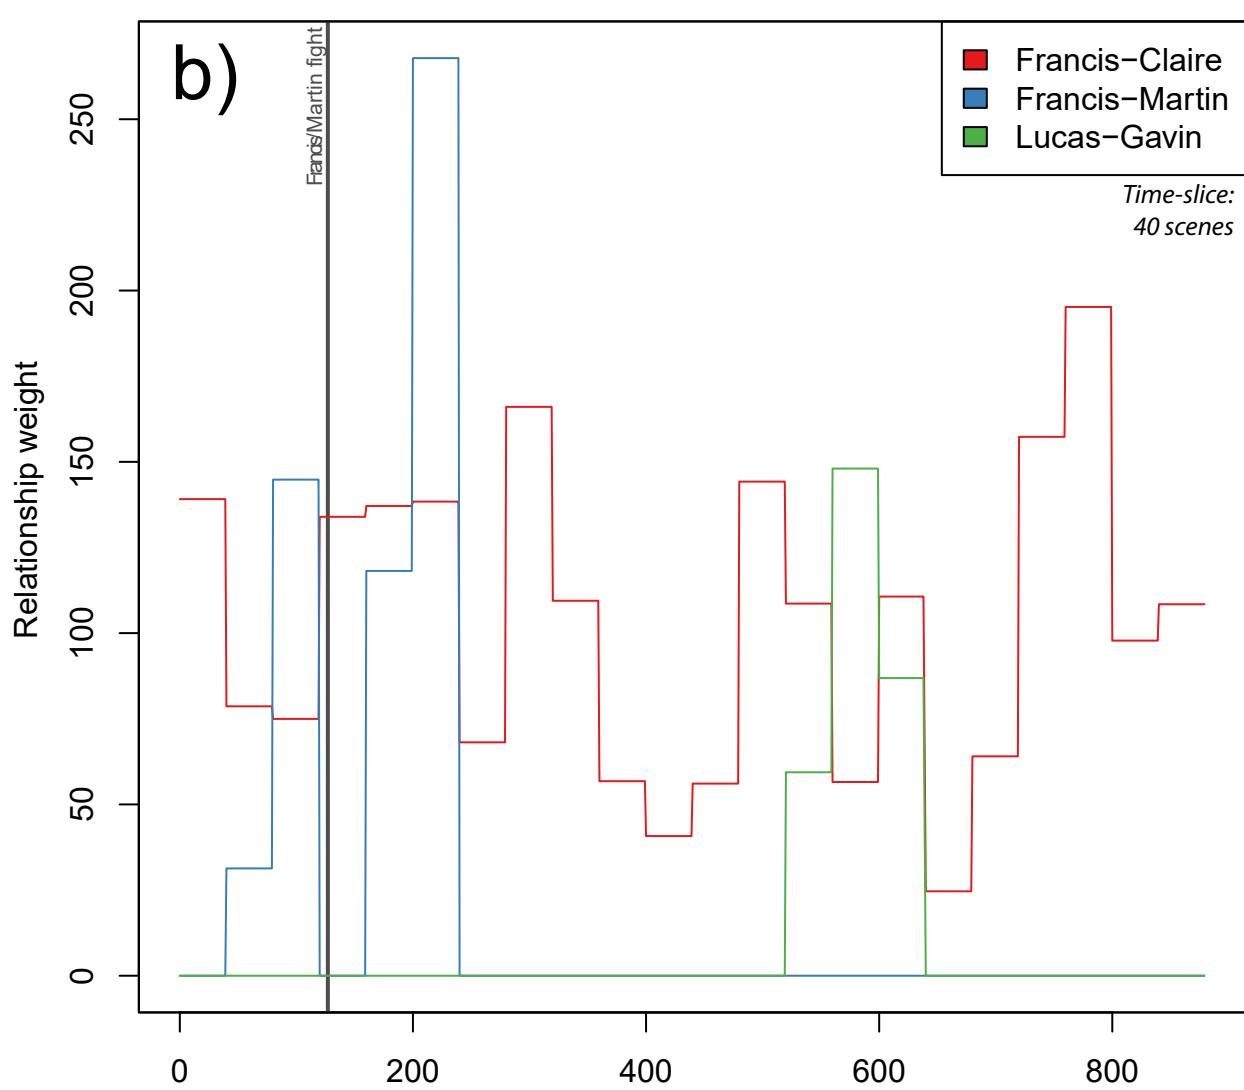 b)
Francis/Martin fight
Francis−Claire
Francis−Martin
Lucas−Gavin
Time-slice:
40 scenes
Relationship weight
250
200
150
100
50
0
0 200 400 600 800